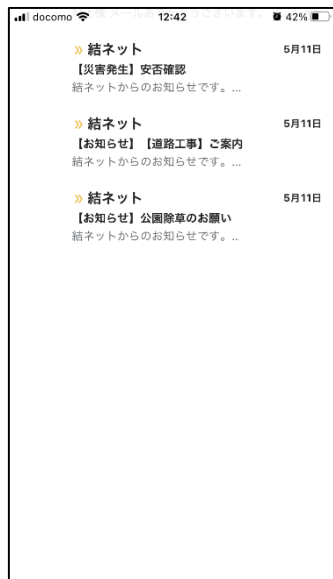 docomo 12:42 42%
» 結ネット 5月11日
【災害発生】安否確認
結ネットからのお知らせです。...
» 結ネット 5月11日
【お知らせ】【道路工事】ご案内
結ネットからのお知らせです。...
» 結ネット 5月11日
【お知らせ】公園除草のお願い
結ネットからのお知らせです。..